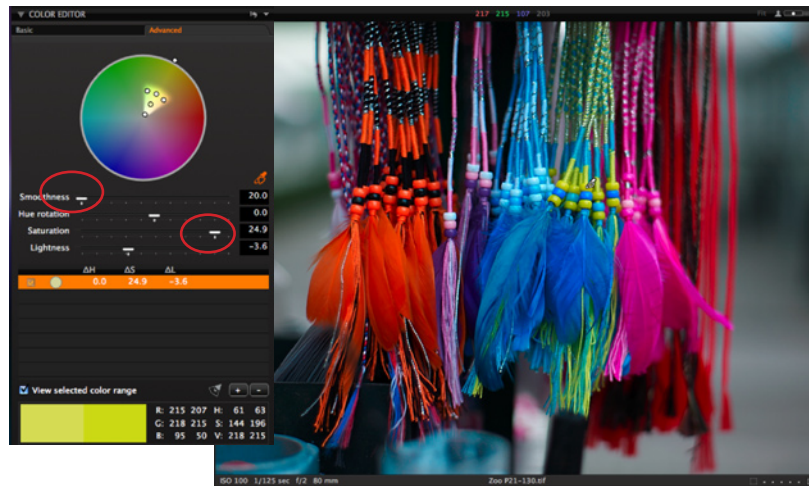 COLOR EDITOR
Basic Advanced
Smoothness 20.0
Hue rotation 0.0
Saturation 24.9
Lightness -3.6
ΔH ΔS ΔL
0.0 24.9 -3.6
View selected color range + -
R: 215 207 H: 61 63
G: 218 215 S: 144 196
B: 95 50 V: 218 215
217 215 107 203 Fit
ISO 100 1/125 sec f/2 80 mm Zoo P21-130.tif